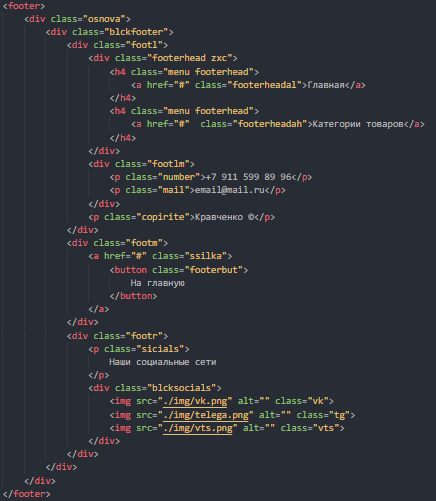 <footer>
<div class="osnova">
<div class="blckfooter">
<div class="footl">
<div class="footerhead zxc">
<h4 class="menu footerhead">
<a href="#" class="footerheadal">Главная</a>
</h4>
<h4 class="menu footerhead">
<a href="#"  class="footerheadah">Категории товаров</a>
</h4>
</div>
<div class="footlm">
<p class="number">+7 911 599 89 96</p>
<p class="mail">email@mail.ru</p>
</div>
<p class="copirite">Кравченко ©</p>
</div>
<div class="footm">
<a href="#" class="ssilka">
<button class="footerbut">
На главную
</button>
</a>
</div>
<div class="footr">
<p class="sicials">
Наши социальные сети
</p>
<div class="blcksocials">
<img src="./img/vk.png" alt="" class="vk">
<img src="./img/telega.png" alt="" class="tg">
<img src="./img/vts.png" alt="" class="vts">
</div>
</div>
</div>
</div>
</footer>